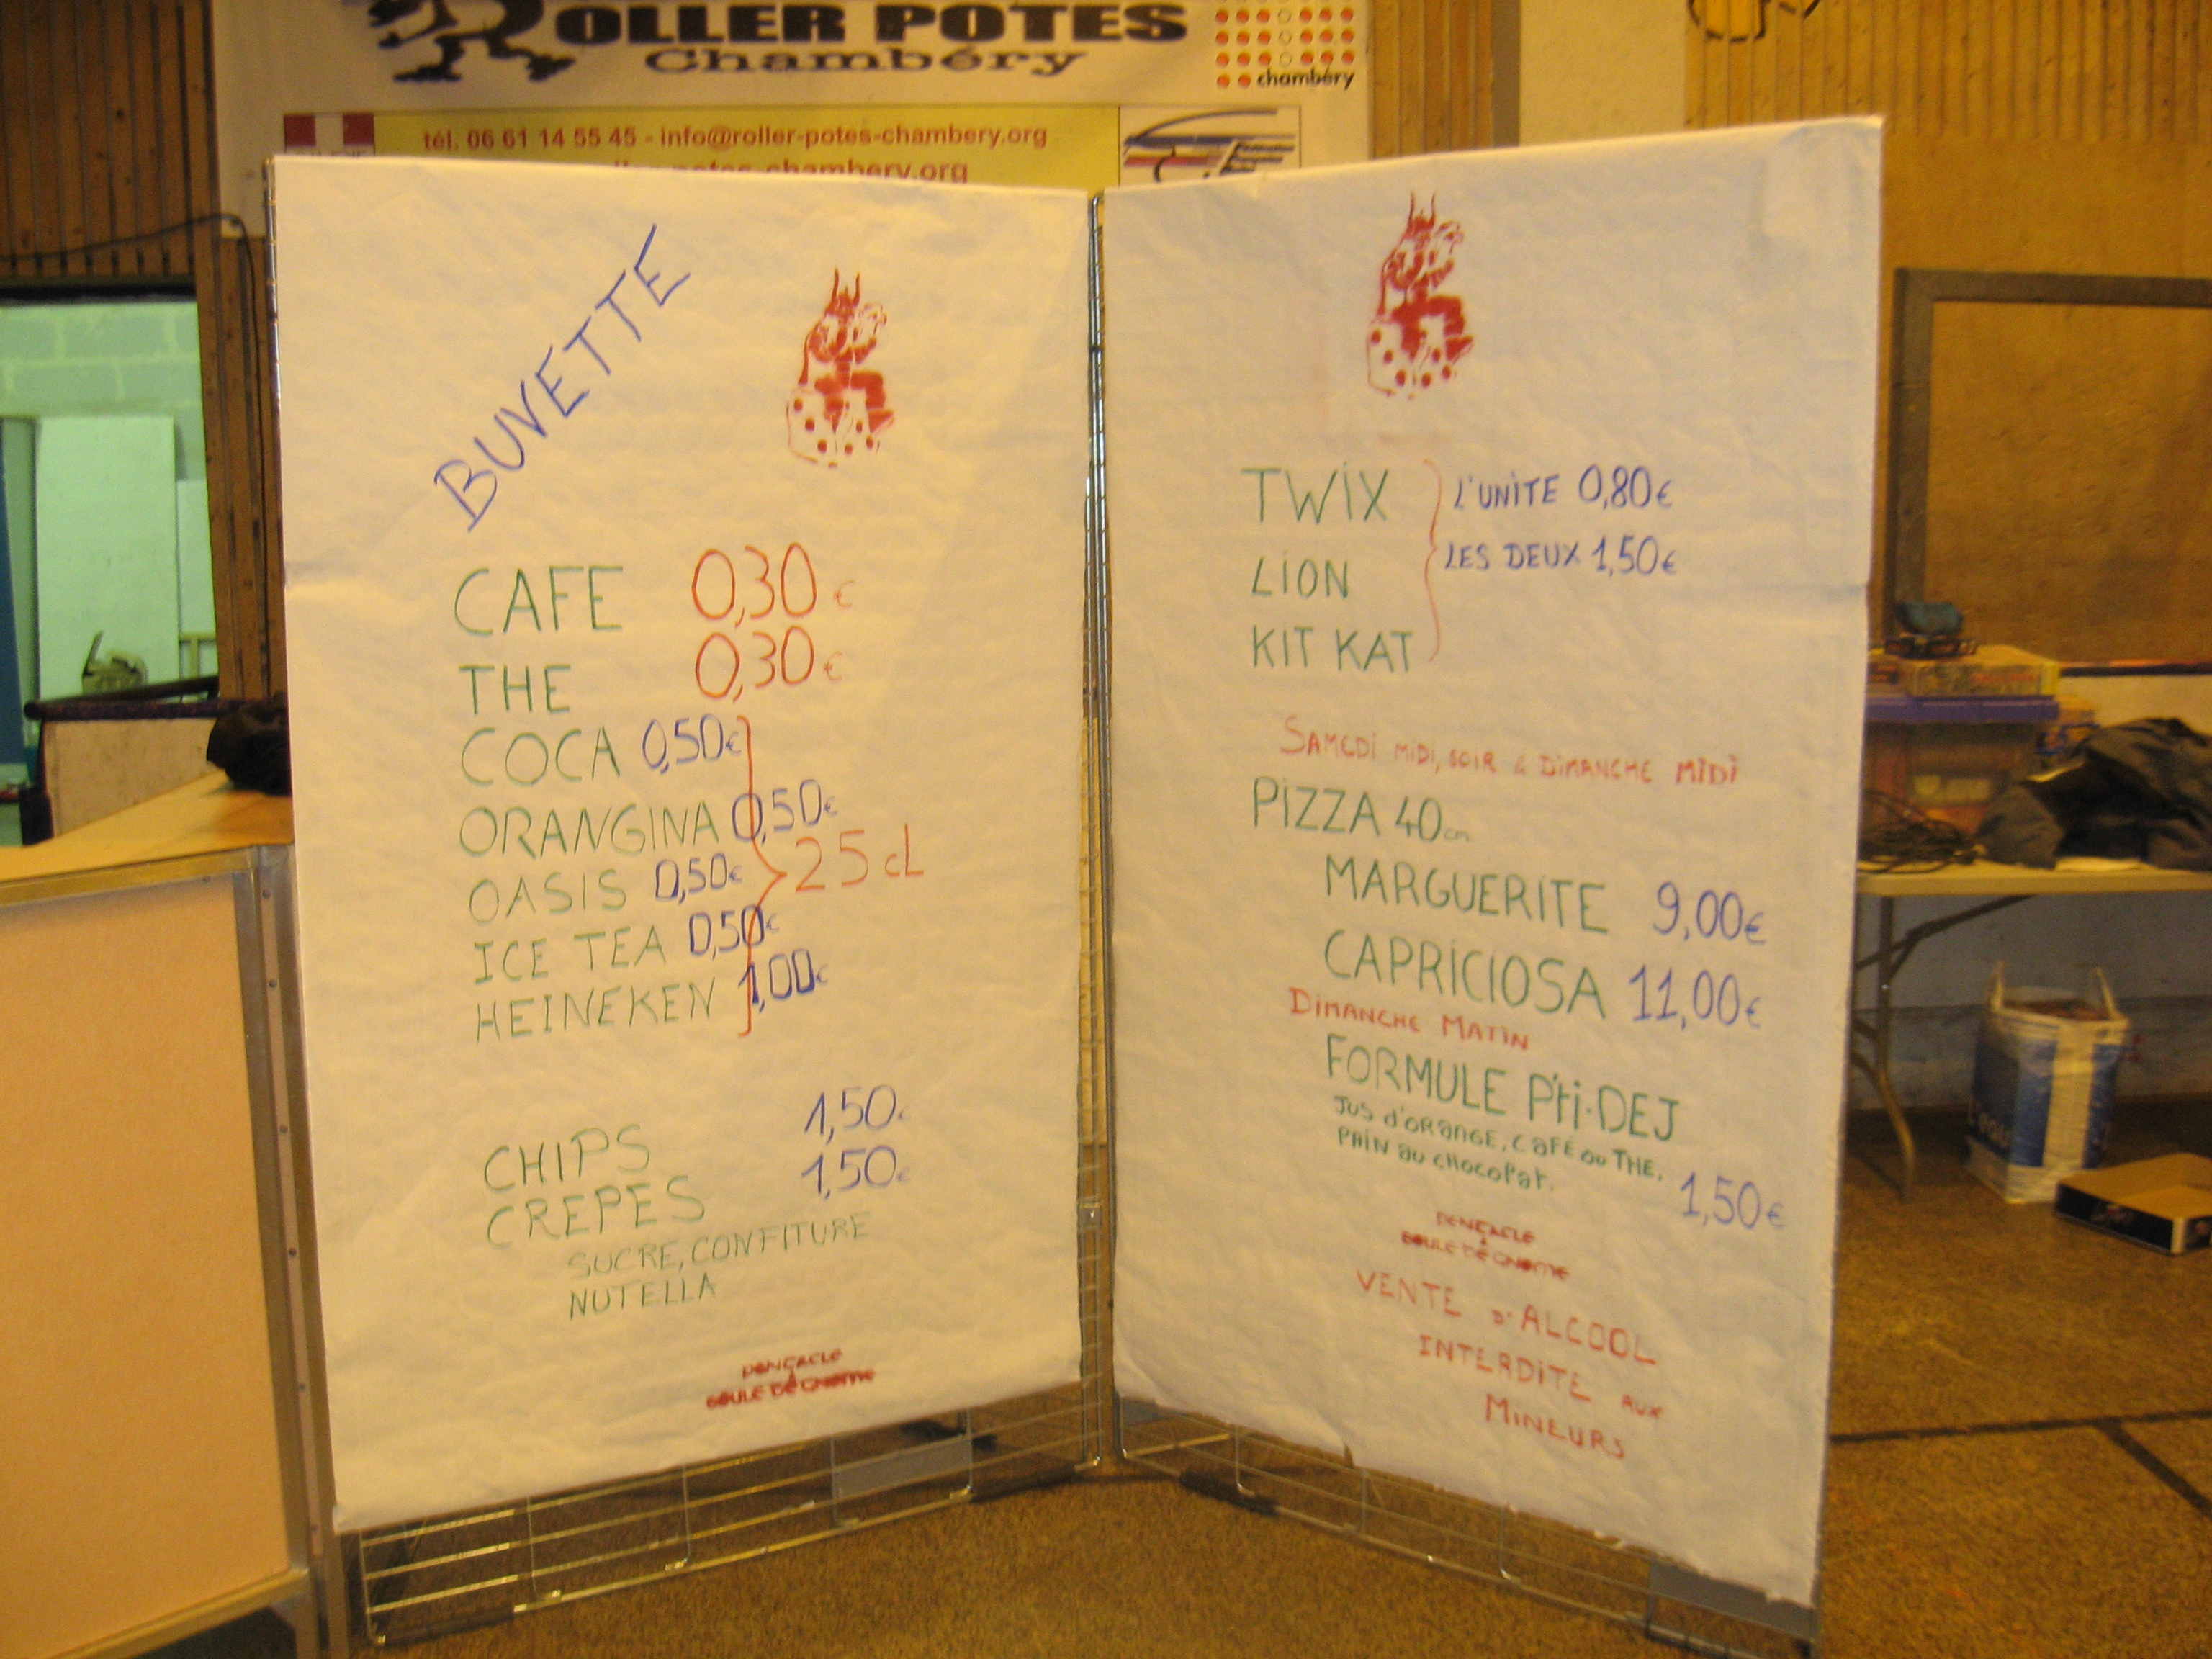 ROLLER POTES
Chambéry
chambéry
tél. 06 61 14 55 45 - info@roller-potes-chambery.org
potes-chambery.org
BUVETTE
CAFE 0,30€
THE 0,30€
COCA 0,50€
ORANGINA 0,50€
25 cL
OASIS 0,50€
ICE TEA 0,50€
HEINEKEN 1,00€
CHIPS 1,50€
CREPES 1,50€
SUCRE, CONFITURE
NUTELLA
PENTACLE
&
BOULE DE GNOME
TWIX
L'UNITE 0,80€
LION
LES DEUX 1,50€
KIT KAT
SAMEDI MIDI, SOIR & DIMANCHE MIDI
PIZZA 40cm
MARGUERITE 9,00€
CAPRICIOSA 11,00€
DIMANCHE MATIN
FORMULE P'ti-DEJ
JUS d'ORANGE, CAFÉ ou THE,
PAIN au CHOCOLAT.
1,50€
PENTACLE
&
BOULE DE GNOME
VENTE D'ALCOOL
INTERDITE AUX
MINEURS